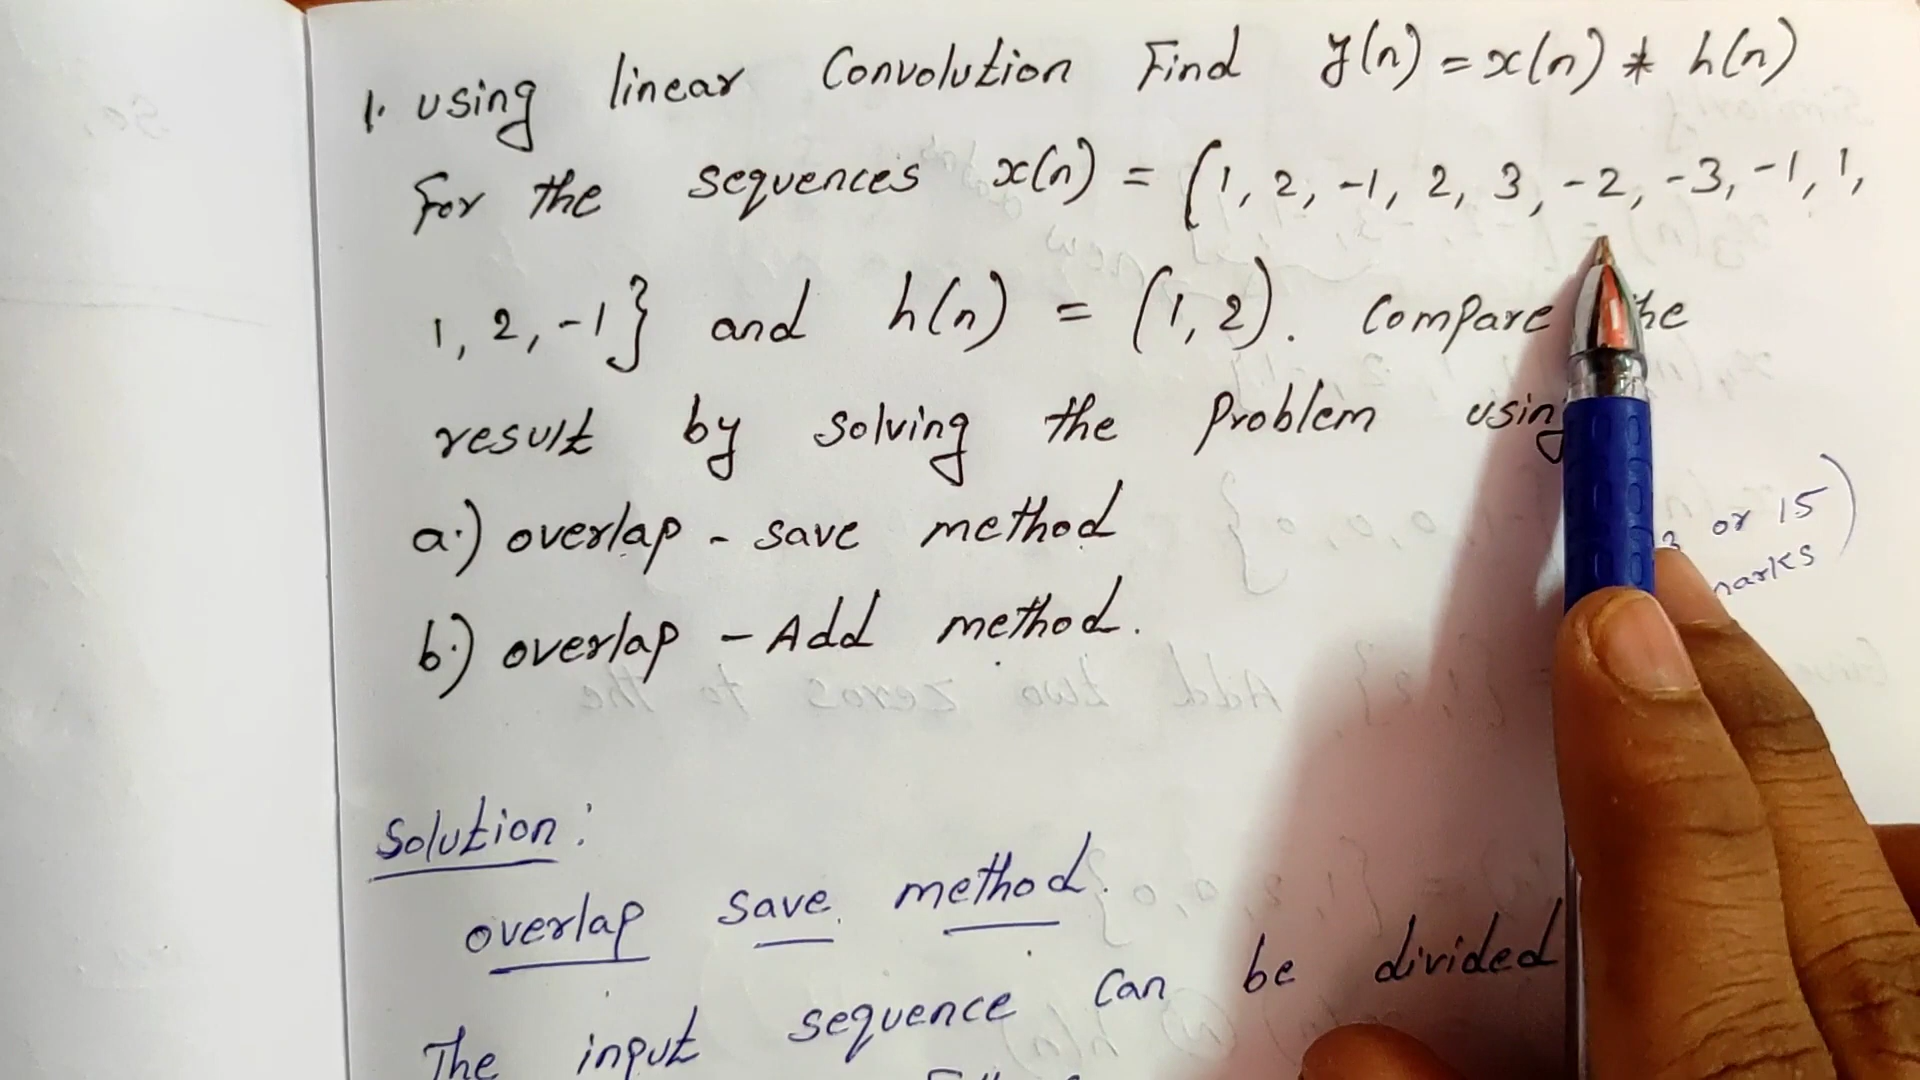 1. using linear Convolution Find y(n) = x(n) * h(n)
For the sequences x(n) = (1, 2, -1, 2, 3, -2, -3, -1, 1,
1, 2, -1} and h(n) = (1, 2). Compare the
result by solving the Problem using
a.) overlap - save method
or 15)
marks
b.) overlap - Add method.
Solution:
overlap save method.
The input sequence can be divided